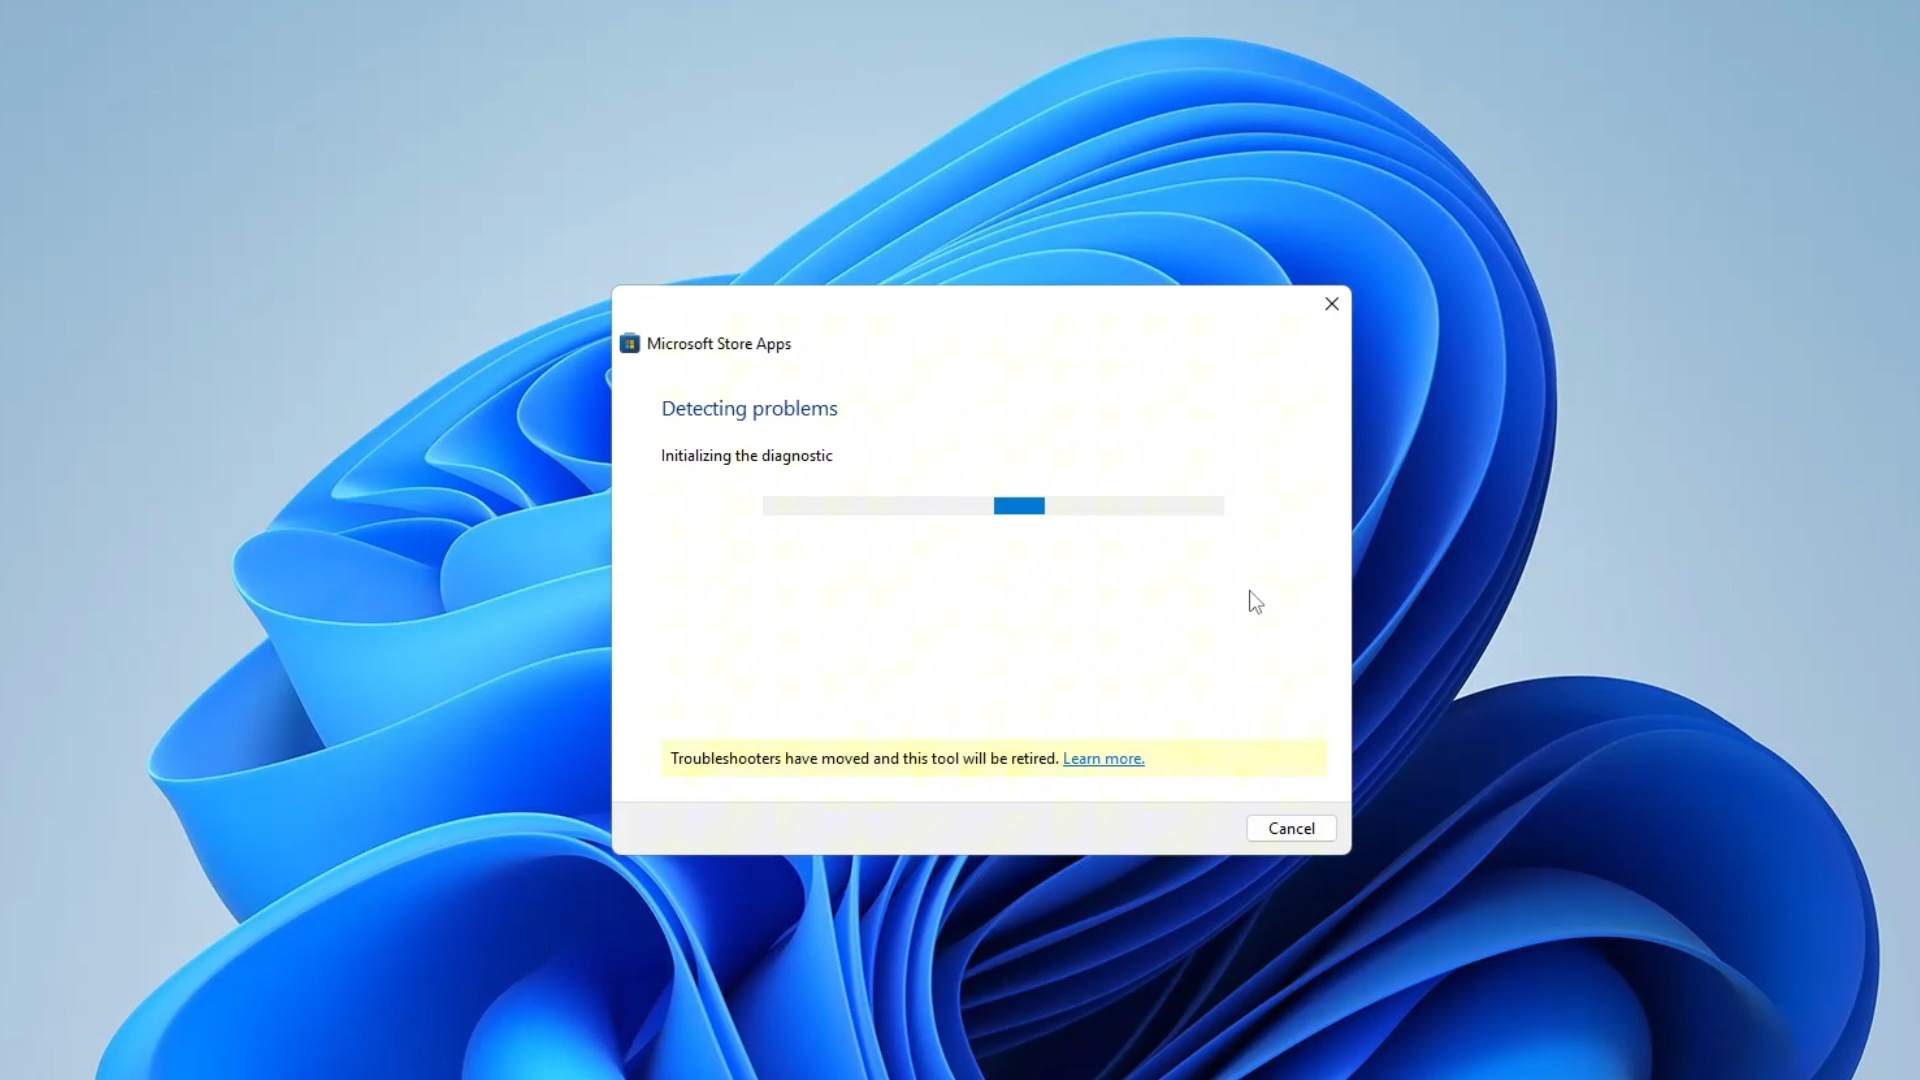 Microsoft Store Apps
Detecting problems
Initializing the diagnostic
Troubleshooters have moved and this tool will be retired. Learn more.
Cancel